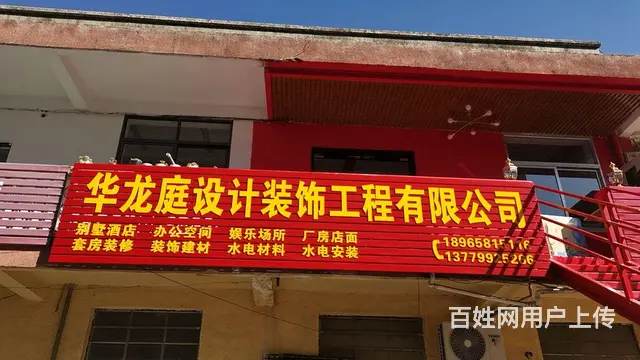 华龙庭设计装饰工程有限公司
别墅酒店 办公空间 娱乐场所 厂房店面
套房装修 装饰建材 水电材料 水电安装
18965815116
13779925266
百姓网用户上传